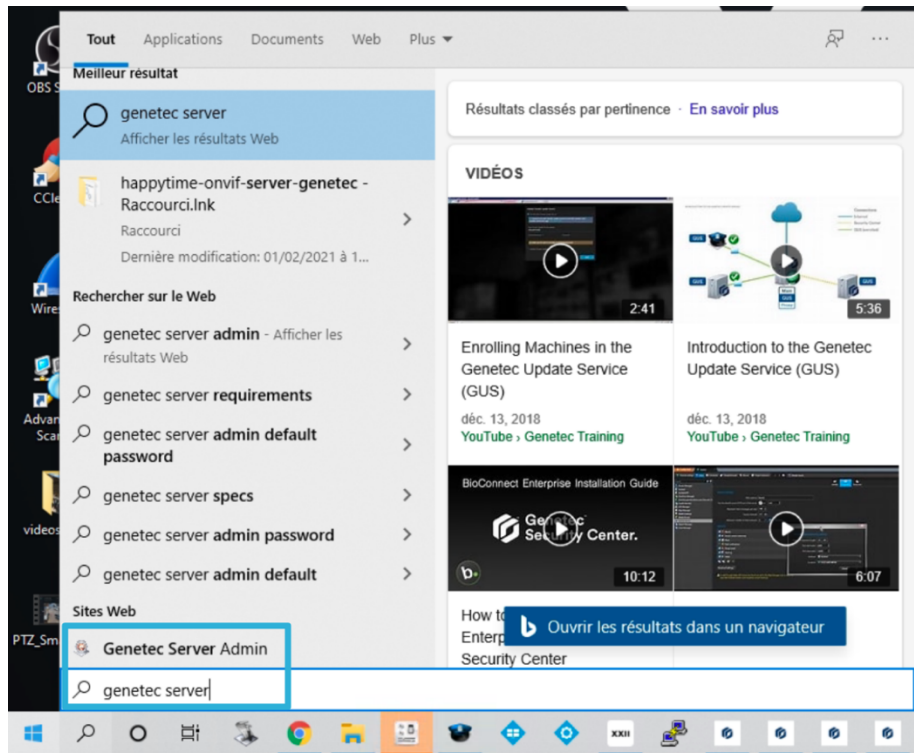 OBS S
CCle
Wire
Advan
Sca
videos
PTZ_Sm
Tout Applications Documents Web Plus
Meilleur résultat
genetec server
Afficher les résultats Web
happytime-onvif-server-genetec -
Raccourci.lnk
Raccourci
Dernière modification: 01/02/2021 à 1...
Rechercher sur le Web
genetec server admin - Afficher les
résultats Web
genetec server requirements
genetec server admin default
password
genetec server specs
genetec server admin password
genetec server admin default
Sites Web
Genetec Server Admin
genetec server
Résultats classés par pertinence · En savoir plus
VIDÉOS
2:41
5:36
Enrolling Machines in the
Genetec Update Service
(GUS)
déc. 13, 2018
YouTube › Genetec Training
Introduction to the Genetec
Update Service (GUS)
déc. 13, 2018
YouTube › Genetec Training
BioConnect Enterprise Installation Guide
Genetec
Security Center.
b.
10:12
6:07
How to
Enterp
Security Center
Ouvrir les résultats dans un navigateur
XXII